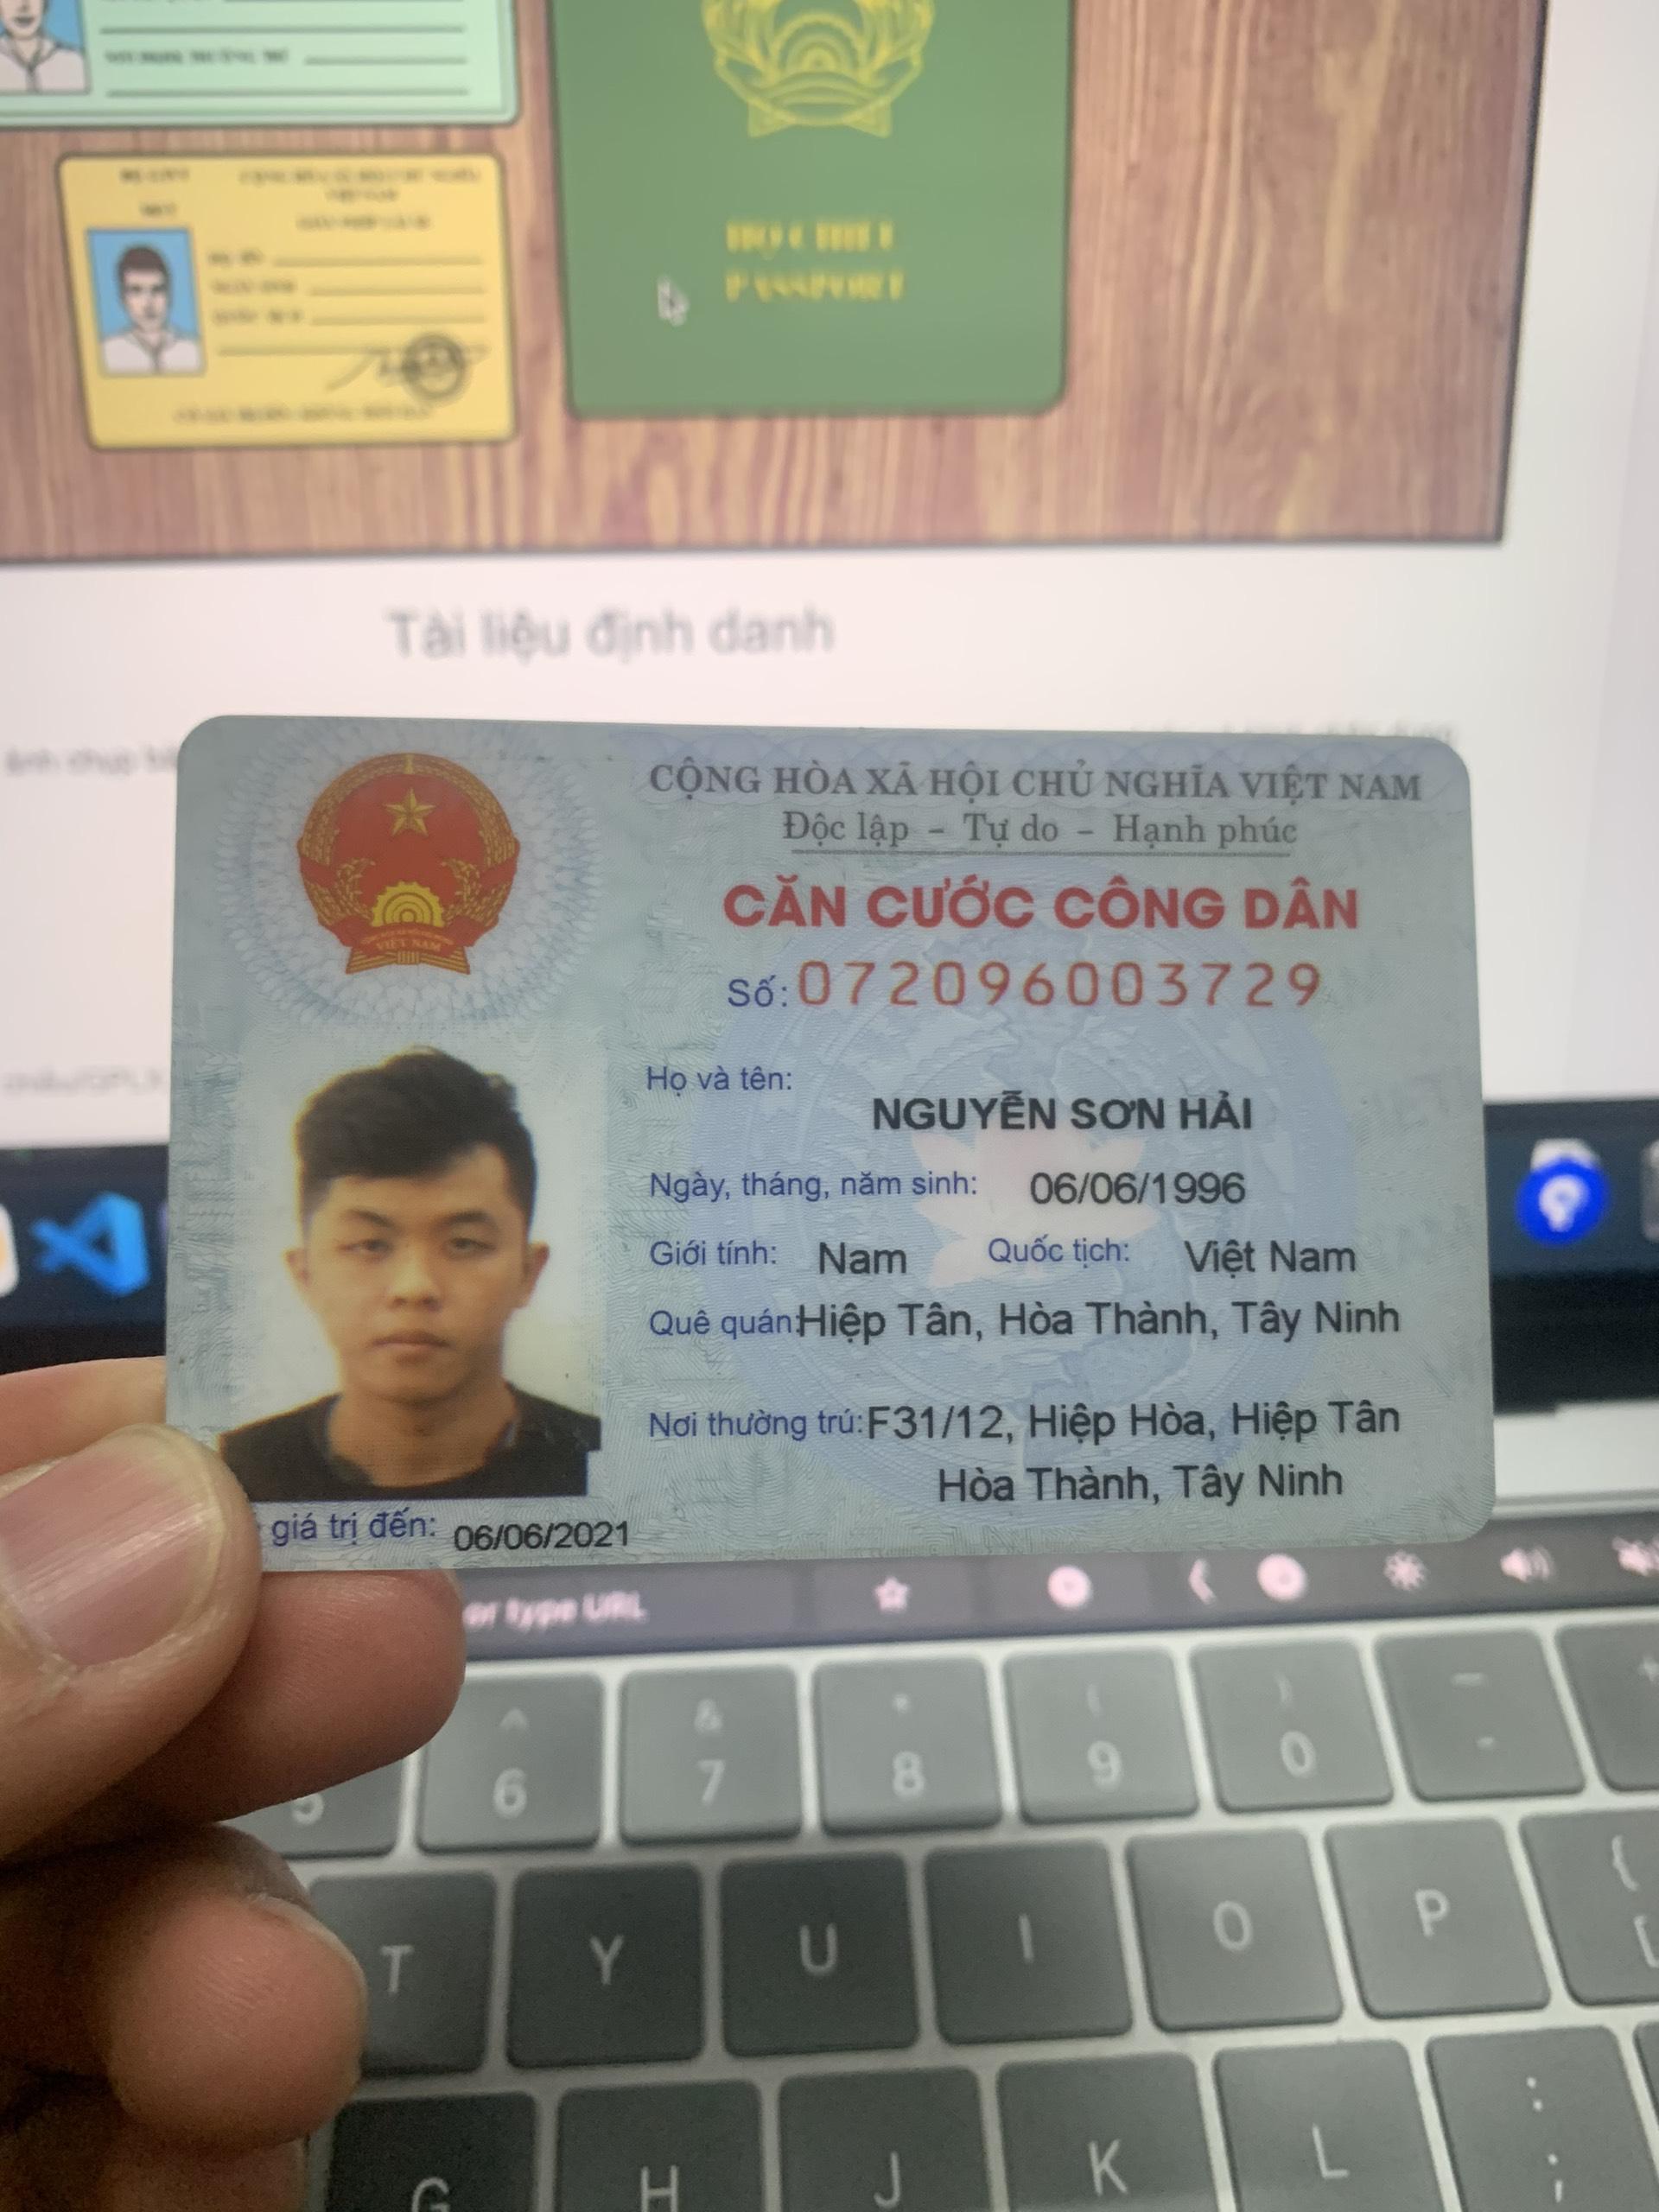 HỘ CHIẾU
PASSPORT
Tài liệu định danh
CỘNG HÒA XÃ HỘI CHỦ NGHĨA VIỆT NAM
Độc lập - Tự do - Hạnh phúc
CĂN CƯỚC CÔNG DÂN
Số: 072096003729
VIỆT NAM
Họ và tên:
NGUYỄN SƠN HẢI
Ngày, tháng, năm sinh: 06/06/1996
Giới tính: Nam Quốc tịch: Việt Nam
Quê quán: Hiệp Tân, Hòa Thành, Tây Ninh
Nơi thường trú: F31/12, Hiệp Hòa, Hiệp Tân
Hòa Thành, Tây Ninh
giá trị đến: 06/06/2021
or type URL
^ & * ( ) —
5 6 7 8 9 0 -
T Y U I O P { [
G H J K L : ;